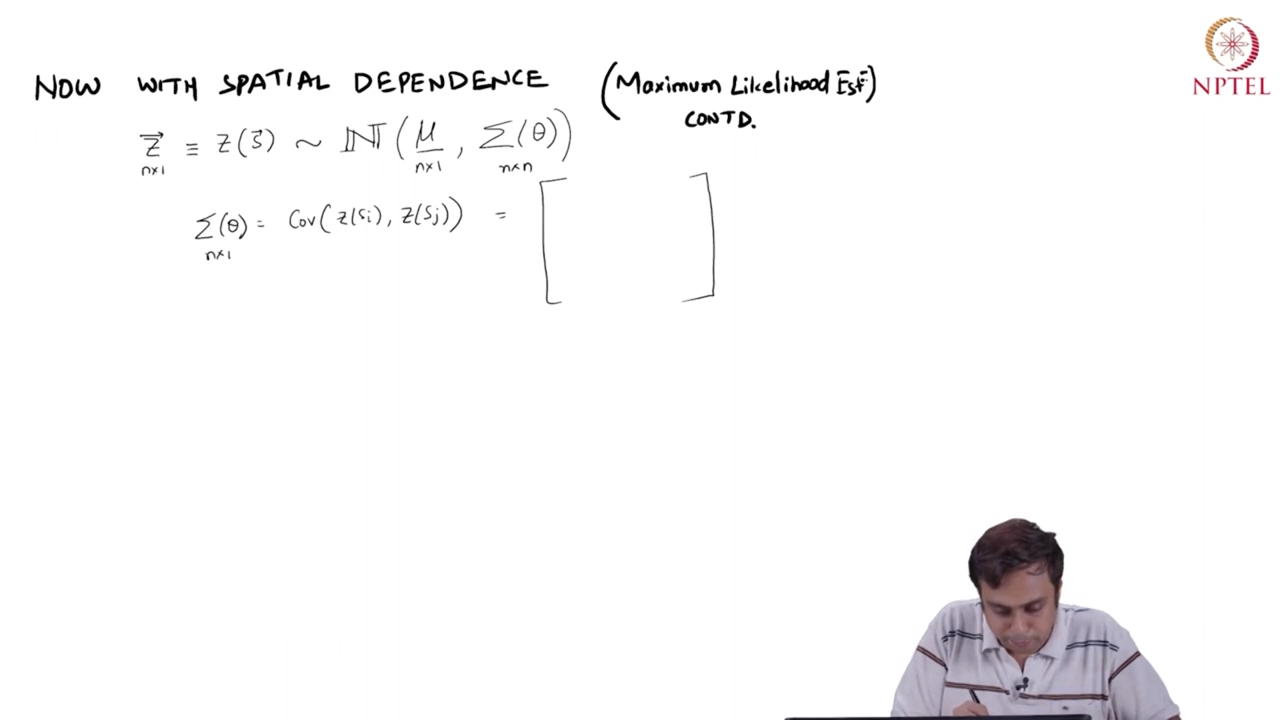 NOW WITH SPATIAL DEPENDENCE (Maximum Likelihood Est)
CONTD.
NPTEL
Z⃗ ≡ Z(s⃗) ~ ℕ(μ, Σ(θ))
n×1 n×1 n×n
Σ(θ) = Cov(Z(si), Z(sj)) = [ ]
n×1